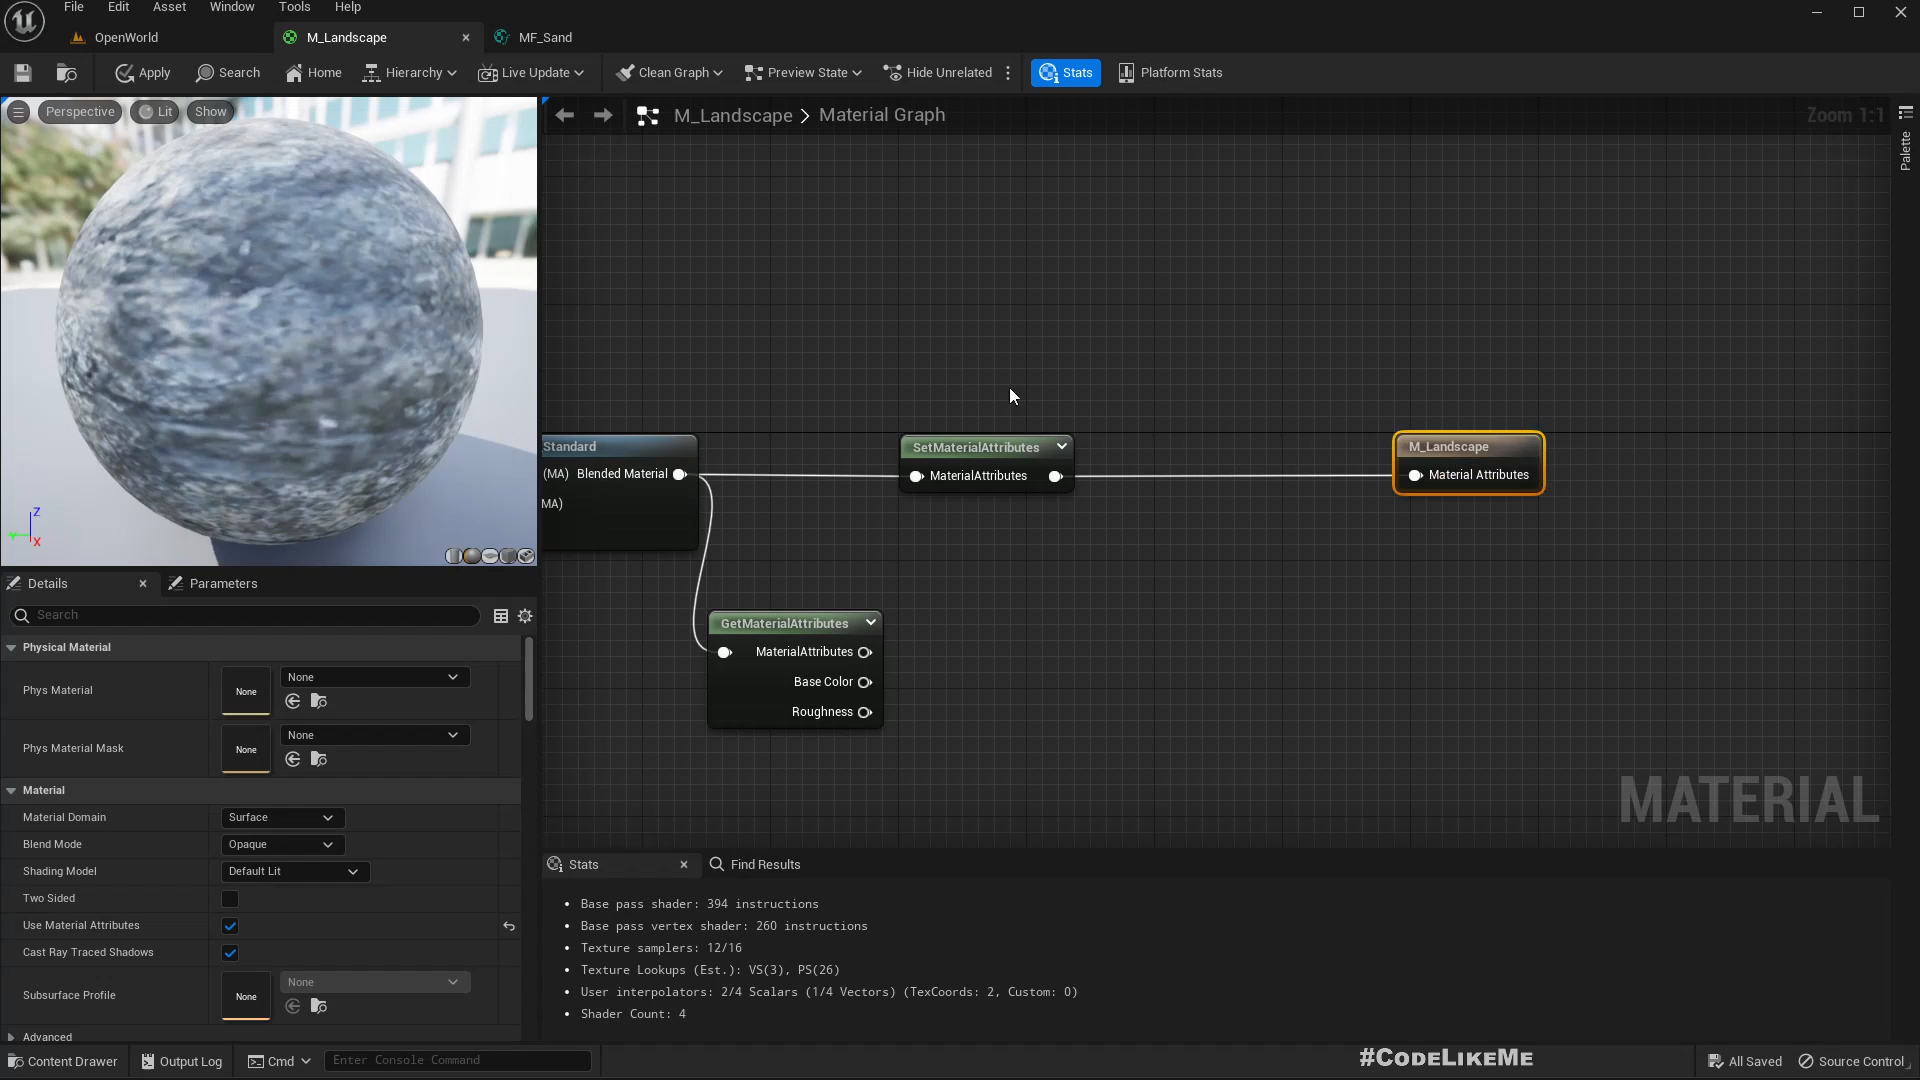 File Edit Asset Window Tools Help
OpenWorld M_Landscape MF_Sand
Apply Search Home Hierarchy Live Update Clean Graph Preview State Hide Unrelated Stats Platform Stats
Perspective Lit Show
M_Landscape > Material Graph
Zoom 1:1
Palette
Standard
(MA) Blended Material
MA)
SetMaterialAttributes
MaterialAttributes
M_Landscape
Material Attributes
GetMaterialAttributes
MaterialAttributes
Base Color
Roughness
MATERIAL
Z
Y
X
Details Parameters
Search
Physical Material
Phys Material None None
Phys Material Mask None None
Material
Material Domain Surface
Blend Mode Opaque
Shading Model Default Lit
Two Sided
Use Material Attributes
Cast Ray Traced Shadows
Subsurface Profile None None
Advanced
Stats Find Results
• Base pass shader: 394 instructions
• Base pass vertex shader: 260 instructions
• Texture samplers: 12/16
• Texture Lookups (Est.): VS(3), PS(26)
• User interpolators: 2/4 Scalars (1/4 Vectors) (TexCoords: 2, Custom: 0)
• Shader Count: 4
Content Drawer Output Log Cmd Enter Console Command
#CodeLikeMe
All Saved Source Control